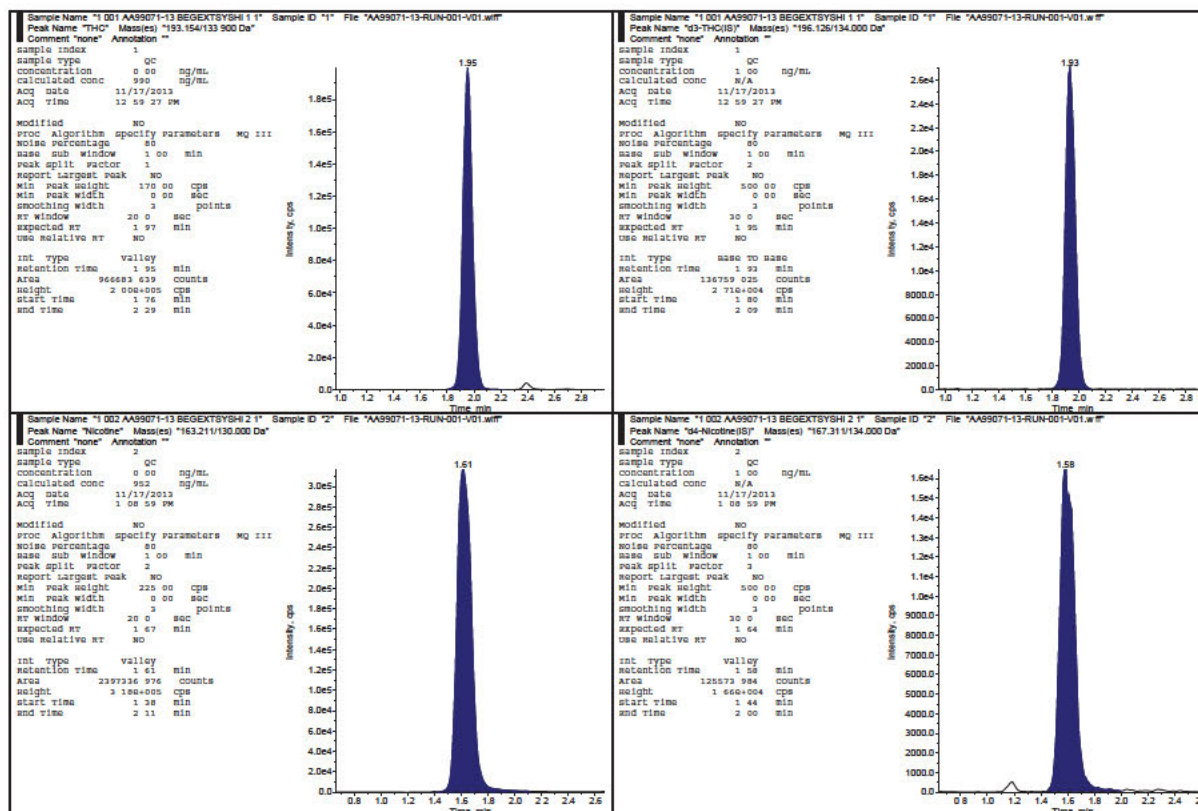 Sample Name "1 001 AA99071-13 BEGEXTSYSHI 1 1" Sample ID "1" File "AA99071-13-RUN-001-V01.wiff"
Peak Name "THC" Mass(es) "193.154/133 900 Da"
Comment "none" Annotation ""
Sample Index 1
Sample Type QC
Concentration 0 00 ng/mL
Calculated Conc 990 ng/mL
Acq Date 11/17/2013
Acq Time 12 59 27 PM
Modified NO
Proc Algorithm Specify Parameters MQ III
Noise Percentage 80
Base Sub Window 1 00 min
Peak Split Factor 1
Report Largest Peak NO
Min Peak Height 170 00 cps
Min Peak Width 0 00 sec
Smoothing Width 3 points
RT Window 20 0 sec
Expected RT 1 97 min
Use Relative RT NO
Int Type Valley
Retention Time 1 95 min
Area 966683 639 counts
Height 2 00e+005 cps
Start Time 1 76 min
End Time 2 29 min
1.95
Intensity, cps
1.8e5
1.6e5
1.4e5
1.2e5
1.0e5
8.0e4
6.0e4
4.0e4
2.0e4
0.0
1.0 1.2 1.4 1.6 1.8 2.0 2.2 2.4 2.6 2.8
Time, min
Sample Name "1 001 AA99071-13 BEGEXTSYSHI 1 1" Sample ID "1" File "AA99071-13-RUN-001-V01.wiff"
Peak Name "d3-THC(IS)" Mass(es) "196.126/134.000 Da"
Comment "none" Annotation ""
Sample Index 1
Sample Type QC
Concentration 1 00 ng/mL
Calculated Conc N/A
Acq Date 11/17/2013
Acq Time 12 59 27 PM
Modified NO
Proc Algorithm Specify Parameters MQ III
Noise Percentage 80
Base Sub Window 1 00 min
Peak Split Factor 2
Report Largest Peak NO
Min Peak Height 500 00 cps
Min Peak Width 0 00 sec
Smoothing Width 3 points
RT Window 30 0 sec
Expected RT 1 95 min
Use Relative RT NO
Int Type Base To Base
Retention Time 1 93 min
Area 136759 025 counts
Height 2 71e+004 cps
Start Time 1 80 min
End Time 2 09 min
1.93
Intensity, cps
2.6e4
2.4e4
2.2e4
2.0e4
1.8e4
1.6e4
1.4e4
1.2e4
1.0e4
8000.0
6000.0
4000.0
2000.0
0.0
1.0 1.2 1.4 1.6 1.8 2.0 2.2 2.4 2.6 2.8
Time, min
Sample Name "1 002 AA99071-13 BEGEXTSYSHI 2 1" Sample ID "2" File "AA99071-13-RUN-001-V01.wiff"
Peak Name "Nicotine" Mass(es) "163.211/130.000 Da"
Comment "none" Annotation ""
Sample Index 2
Sample Type QC
Concentration 0 00 ng/mL
Calculated Conc 952 ng/mL
Acq Date 11/17/2013
Acq Time 1 08 59 PM
Modified NO
Proc Algorithm Specify Parameters MQ III
Noise Percentage 80
Base Sub Window 1 00 min
Peak Split Factor 2
Report Largest Peak NO
Min Peak Height 225 00 cps
Min Peak Width 0 00 sec
Smoothing Width 3 points
RT Window 20 0 sec
Expected RT 1 67 min
Use Relative RT NO
Int Type Valley
Retention Time 1 61 min
Area 2397336 976 counts
Height 3 18e+005 cps
Start Time 1 38 min
End Time 2 11 min
1.61
Intensity, cps
3.0e5
2.8e5
2.6e5
2.4e5
2.2e5
2.0e5
1.8e5
1.6e5
1.4e5
1.2e5
1.0e5
8.0e4
6.0e4
4.0e4
2.0e4
0.0
0.8 1.0 1.2 1.4 1.6 1.8 2.0 2.2 2.4 2.6
Time, min
Sample Name "1 002 AA99071-13 BEGEXTSYSHI 2 1" Sample ID "2" File "AA99071-13-RUN-001-V01.wiff"
Peak Name "d4-Nicotine(IS)" Mass(es) "167.311/134.000 Da"
Comment "none" Annotation ""
Sample Index 2
Sample Type QC
Concentration 1 00 ng/mL
Calculated Conc N/A
Acq Date 11/17/2013
Acq Time 1 08 59 PM
Modified NO
Proc Algorithm Specify Parameters MQ III
Noise Percentage 80
Base Sub Window 1 00 min
Peak Split Factor 3
Report Largest Peak NO
Min Peak Height 500 00 cps
Min Peak Width 0 00 sec
Smoothing Width 3 points
RT Window 30 0 sec
Expected RT 1 64 min
Use Relative RT NO
Int Type Valley
Retention Time 1 58 min
Area 125573 984 counts
Height 1 66e+004 cps
Start Time 1 44 min
End Time 2 00 min
1.58
Intensity, cps
1.6e4
1.5e4
1.4e4
1.3e4
1.2e4
1.1e4
1.0e4
9000.0
8000.0
7000.0
6000.0
5000.0
4000.0
3000.0
2000.0
1000.0
0.0
0 8 1.0 1.2 1.4 1.6 1.8 2.0 2.2 2.4
Time, min